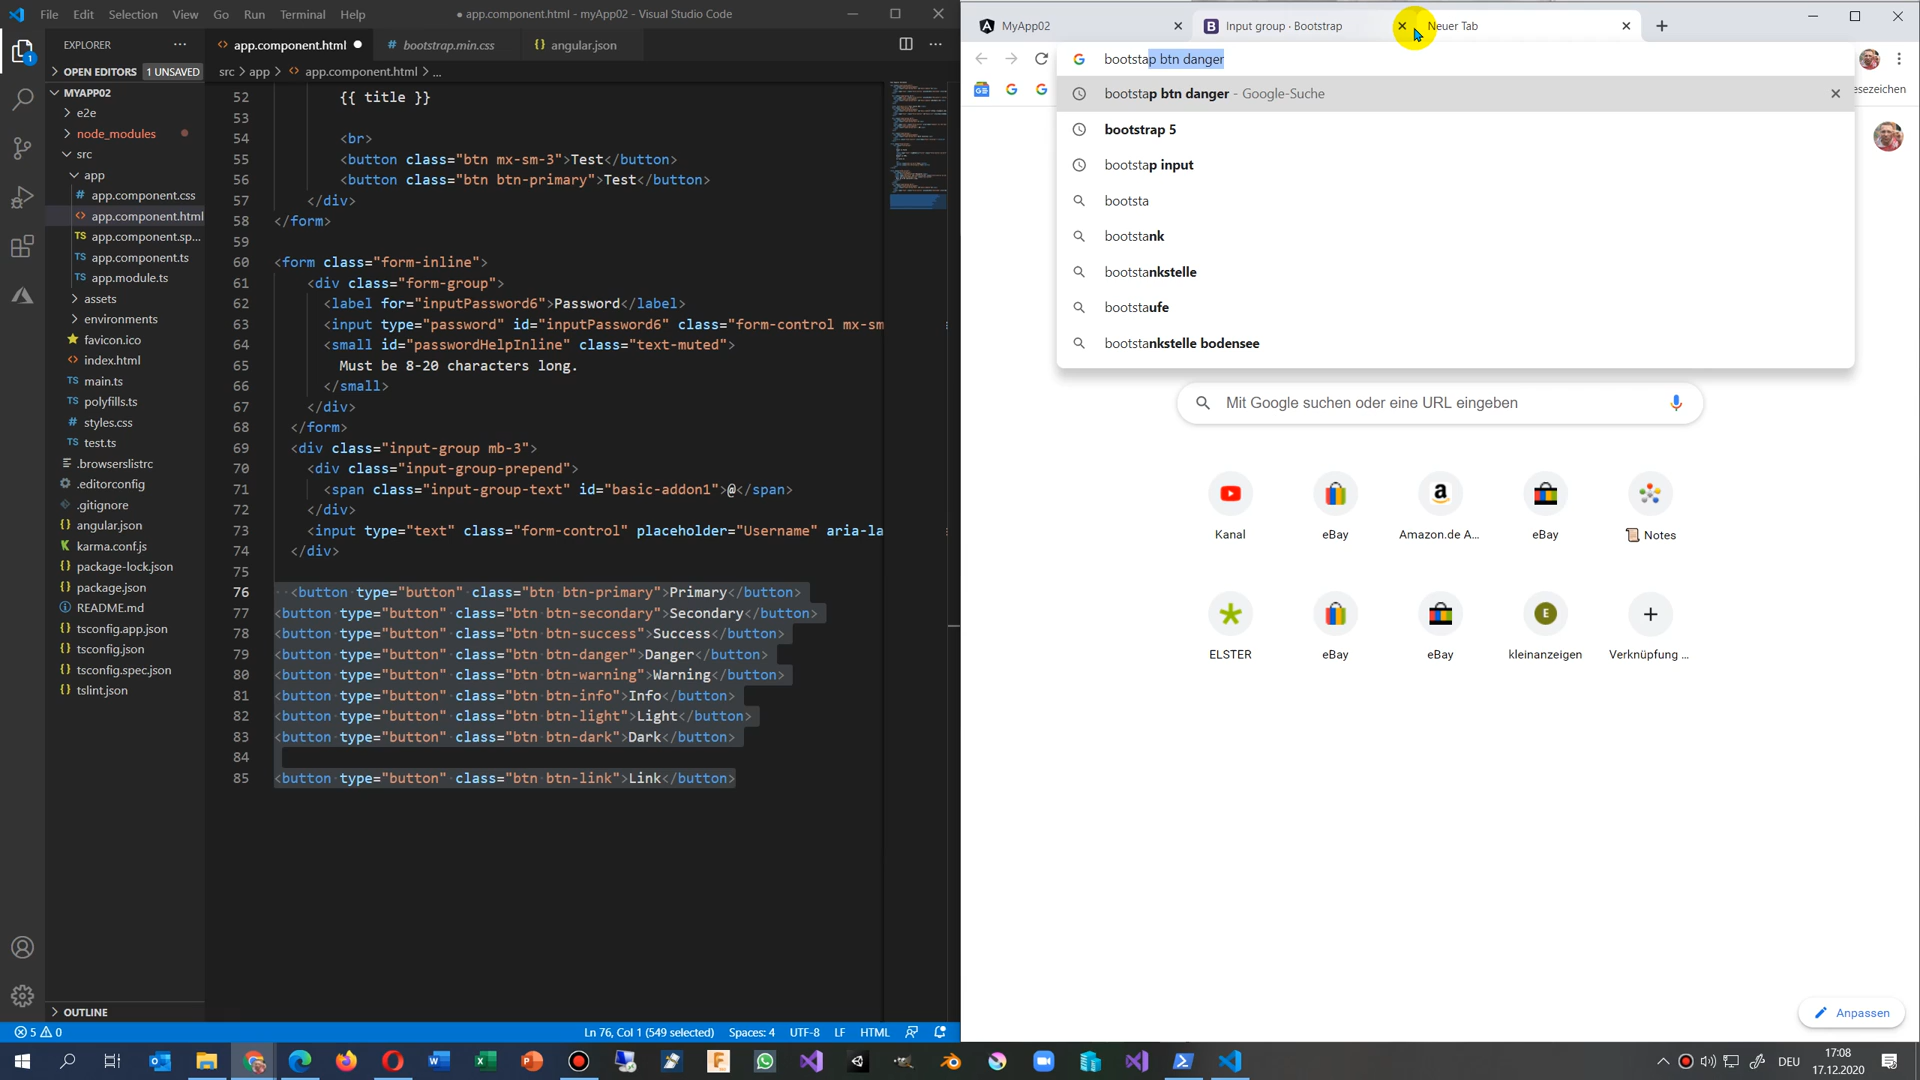 File Edit Selection View Go Run Terminal Help
● app.component.html - myApp02 - Visual Studio Code
EXPLORER
OPEN EDITORS 1 UNSAVED
MYAPP02
e2e
node_modules
src
app
app.component.css
app.component.html
app.component.sp...
app.component.ts
app.module.ts
assets
environments
favicon.ico
index.html
main.ts
polyfills.ts
styles.css
test.ts
.browserslistrc
.editorconfig
.gitignore
angular.json
karma.conf.js
package-lock.json
package.json
README.md
tsconfig.app.json
tsconfig.json
tsconfig.spec.json
tslint.json
OUTLINE
app.component.html bootstrap.min.css angular.json
src > app > app.component.html > ...
52 {{ title }}
53
54 <br>
55 <button class="btn mx-sm-3">Test</button>
56 <button class="btn btn-primary">Test</button>
57 </div>
58 </form>
59
60 <form class="form-inline">
61 <div class="form-group">
62 <label for="inputPassword6">Password</label>
63 <input type="password" id="inputPassword6" class="form-control mx-sm
64 <small id="passwordHelpInline" class="text-muted">
65 Must be 8-20 characters long.
66 </small>
67 </div>
68 </form>
69 <div class="input-group mb-3">
70 <div class="input-group-prepend">
71 <span class="input-group-text" id="basic-addon1">@</span>
72 </div>
73 <input type="text" class="form-control" placeholder="Username" aria-la
74 </div>
75
76 <button type="button" class="btn btn-primary">Primary</button>
77 <button type="button" class="btn btn-secondary">Secondary</button>
78 <button type="button" class="btn btn-success">Success</button>
79 <button type="button" class="btn btn-danger">Danger</button>
80 <button type="button" class="btn btn-warning">Warning</button>
81 <button type="button" class="btn btn-info">Info</button>
82 <button type="button" class="btn btn-light">Light</button>
83 <button type="button" class="btn btn-dark">Dark</button>
84
85 <button type="button" class="btn btn-link">Link</button>
5 0 Ln 76, Col 1 (549 selected) Spaces: 4 UTF-8 LF HTML
MyApp02 Input group · Bootstrap Neuer Tab
bootstap btn danger
esezeichen
bootstap btn danger - Google-Suche
bootstrap 5
bootstap input
bootsta
bootstank
bootstankstelle
bootstaufe
bootstankstelle bodensee
Mit Google suchen oder eine URL eingeben
Kanal eBay Amazon.de A... eBay Notes
ELSTER eBay eBay kleinanzeigen Verknüpfung ...
E
Anpassen
DEU 17:08
17.12.2020